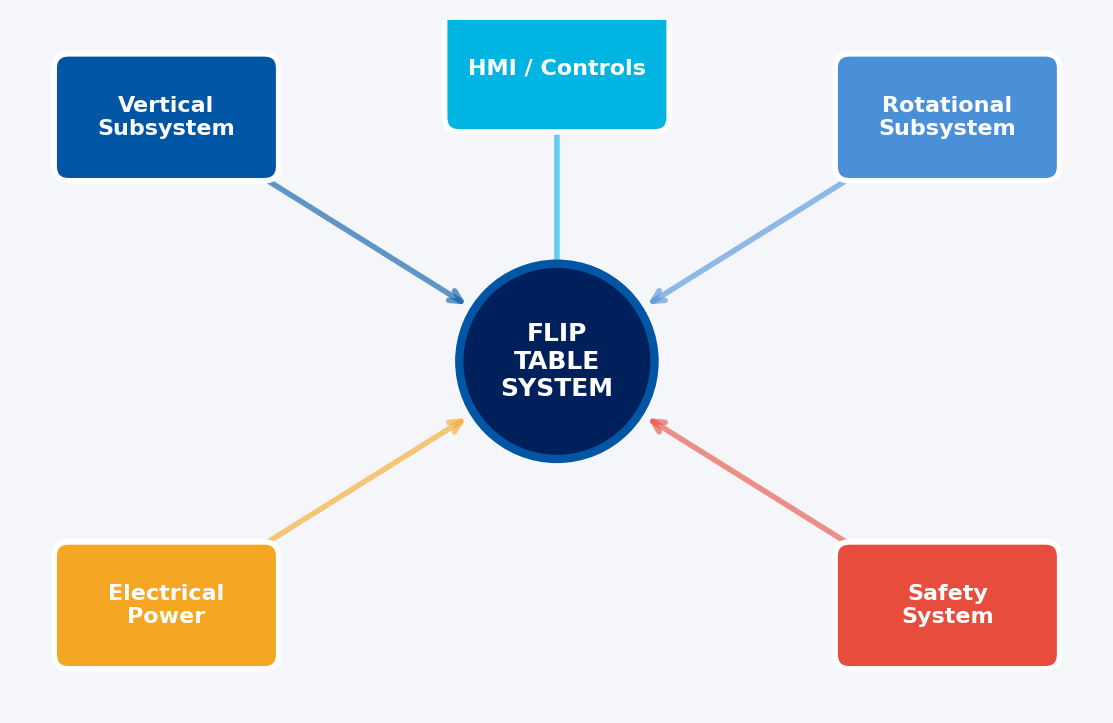 HMI / Controls
Vertical
Subsystem
Rotational
Subsystem
FLIP
TABLE
SYSTEM
Electrical
Power
Safety
System